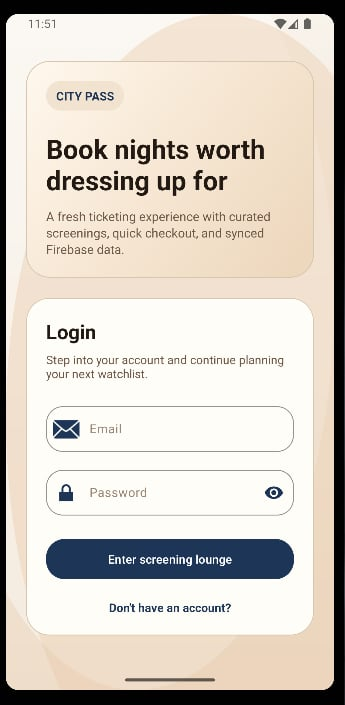 11:51
CITY PASS
Book nights worth
dressing up for
A fresh ticketing experience with curated
screenings, quick checkout, and synced
Firebase data.
Login
Step into your account and continue planning
your next watchlist.
Email
Password
Enter screening lounge
Don't have an account?